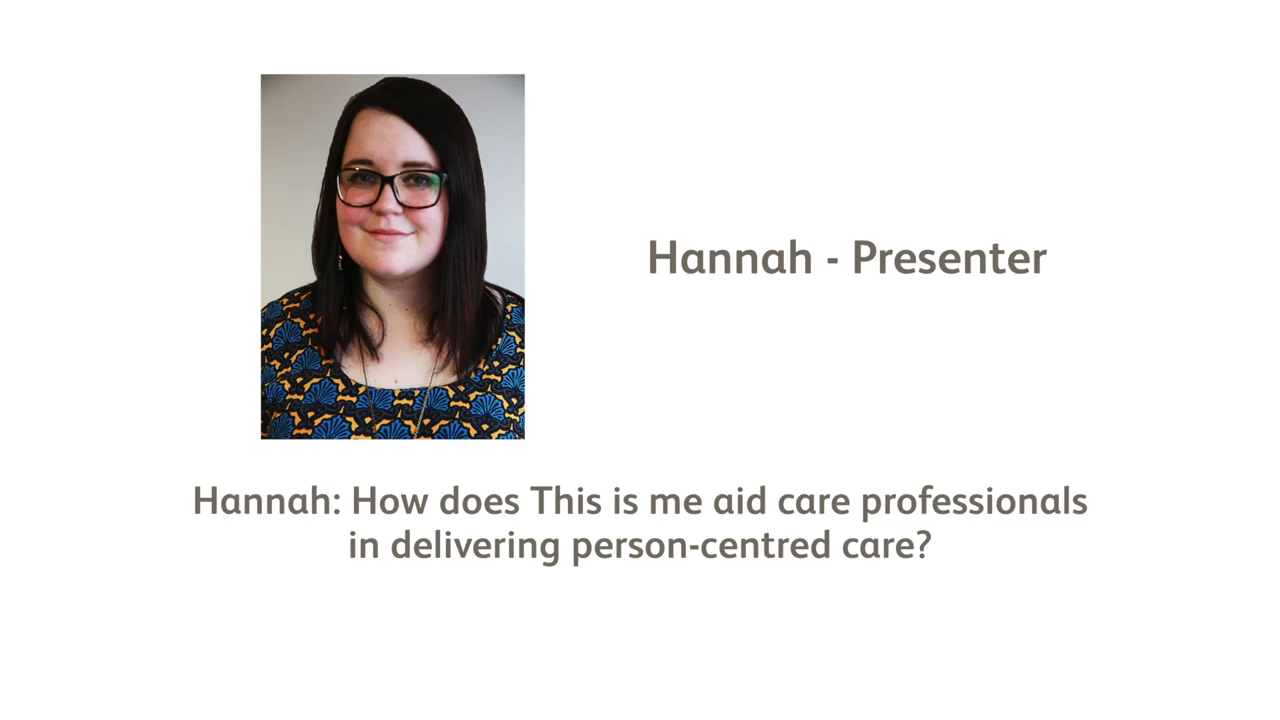 Hannah - Presenter
Hannah: How does This is me aid care professionals
in delivering person-centred care?